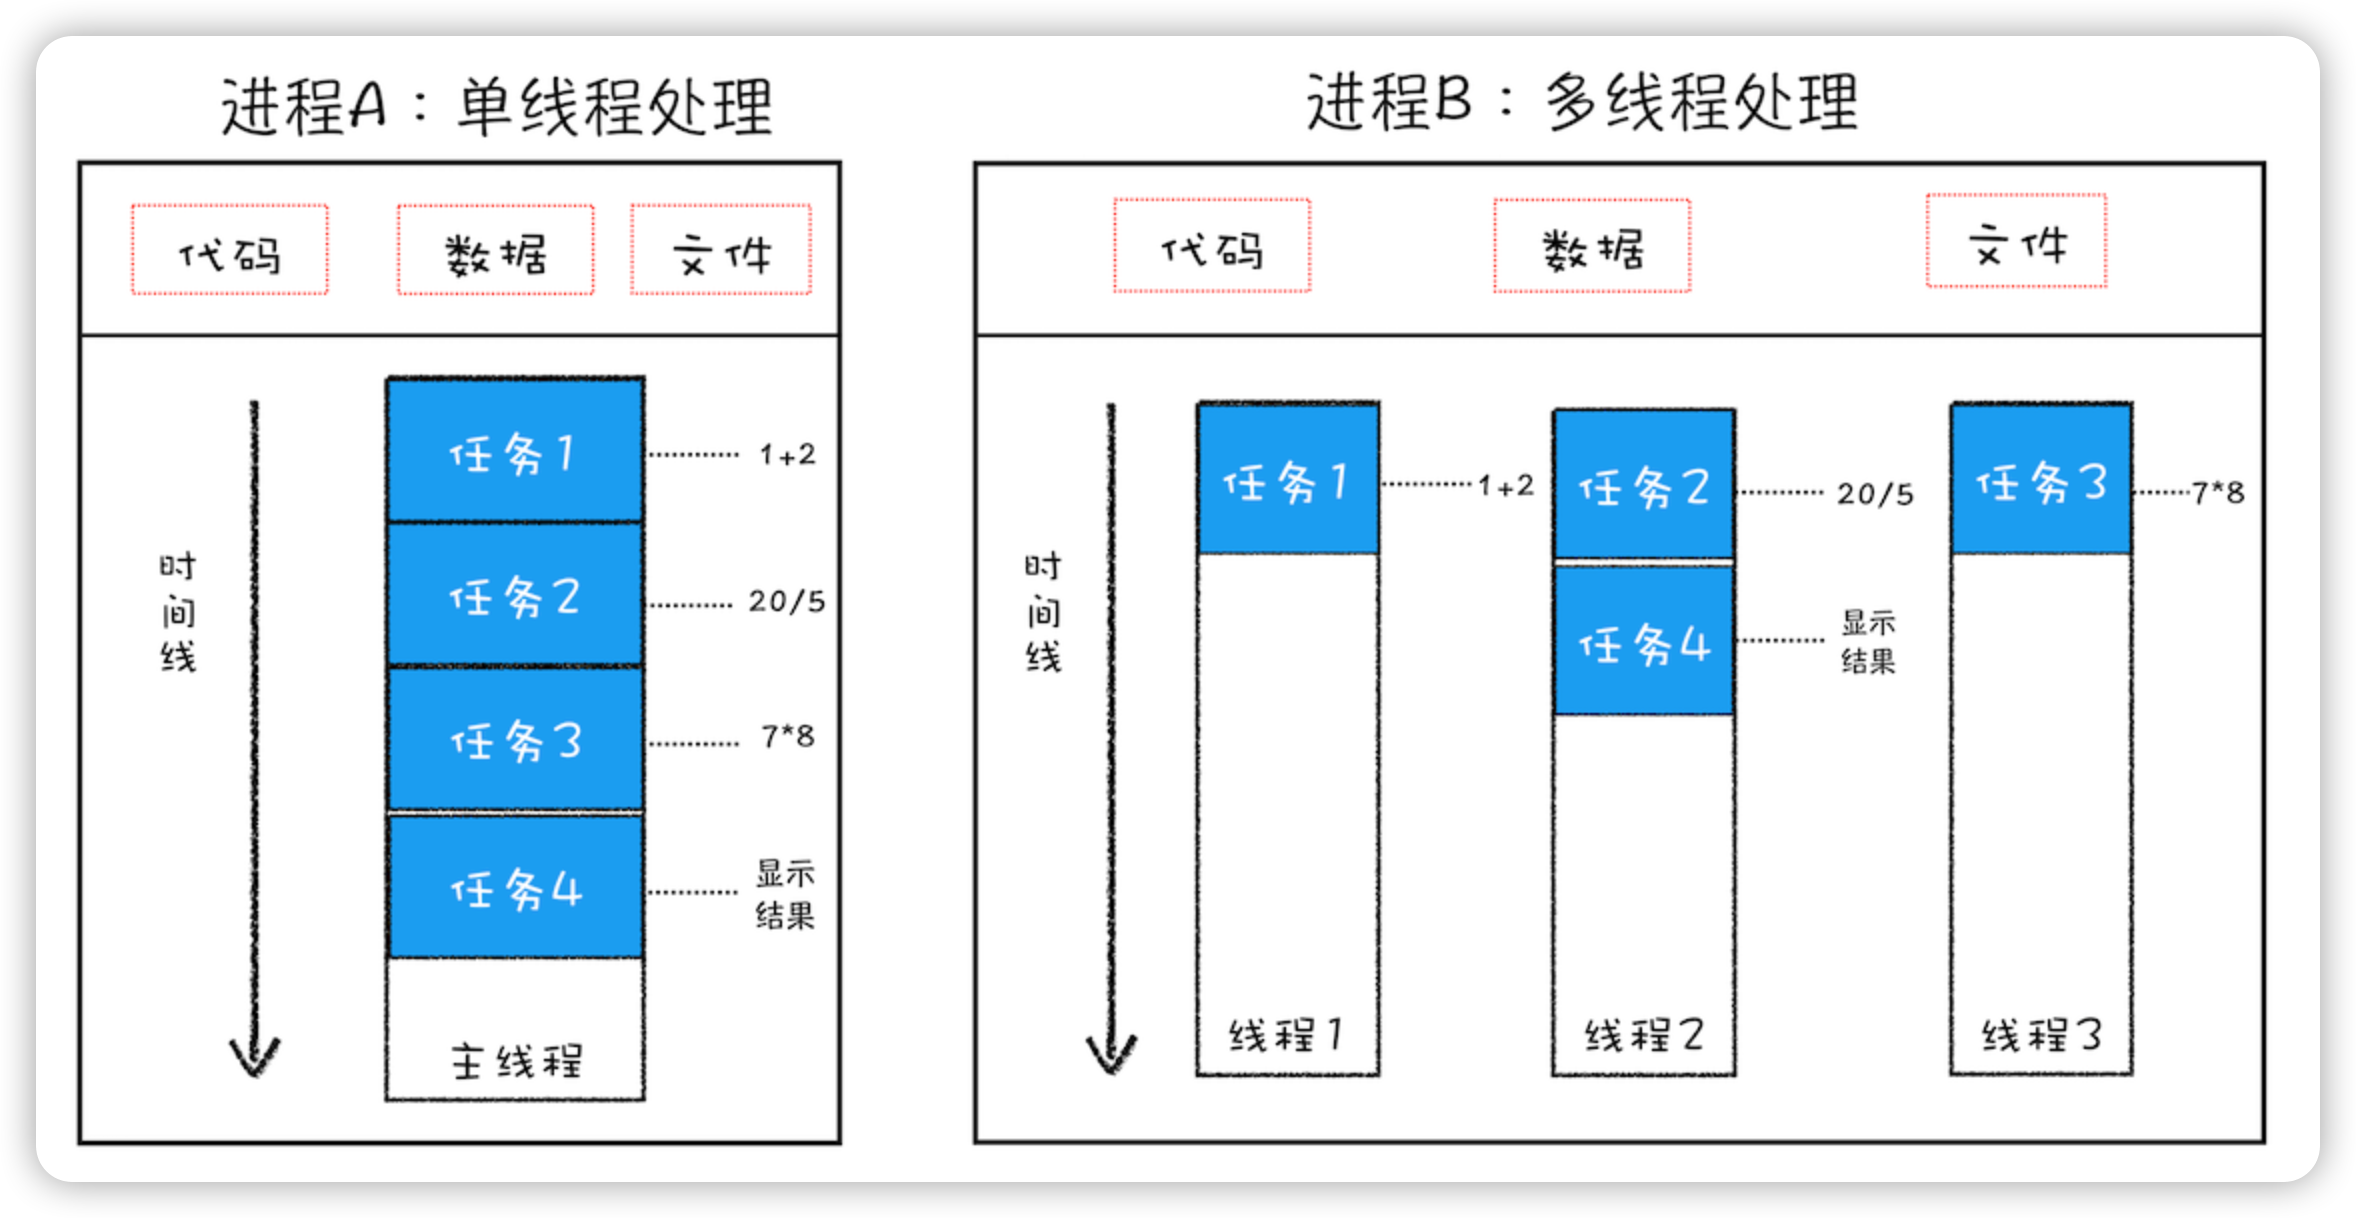 进程A：单线程处理
代码
数据
文件
时间线
任务1
1+2
任务2
20/5
任务3
7*8
任务4
显示
结果
主线程
进程B：多线程处理
代码
数据
文件
时间线
任务1
1+2
任务2
20/5
任务3
7*8
任务4
显示
结果
线程1
线程2
线程3